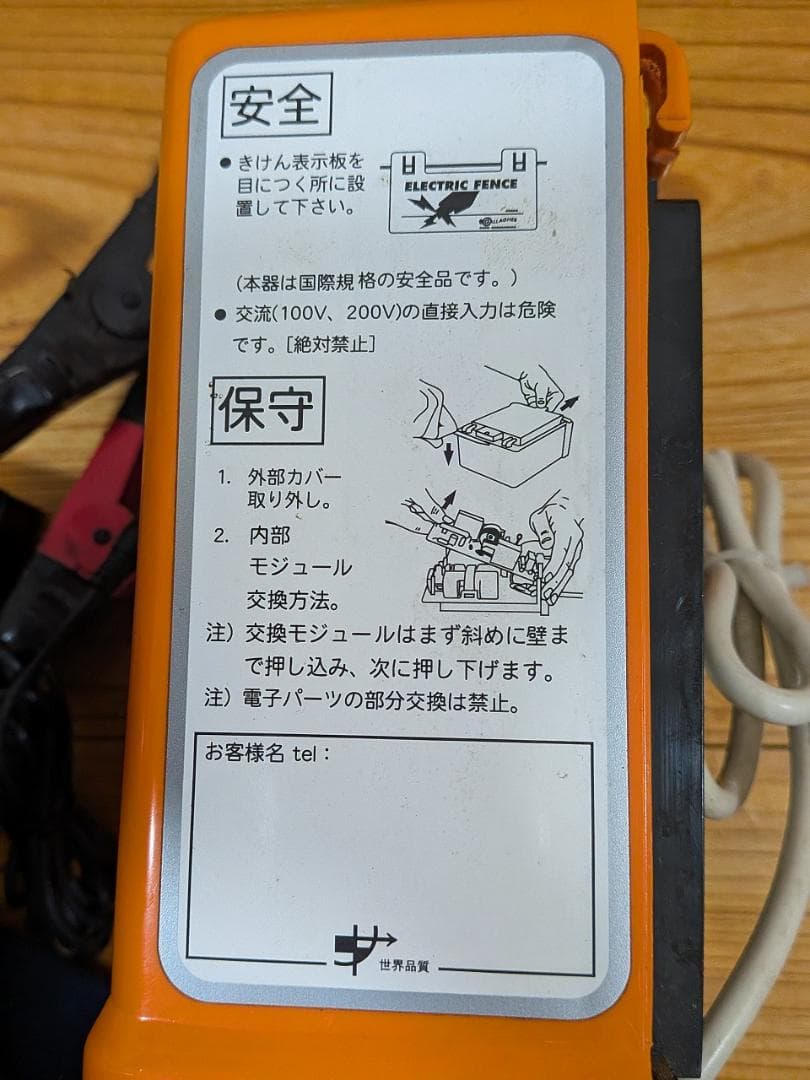 安全
● きけん表示板を
目につく所に設
置して下さい。
ELECTRIC FENCE
GALLAGHER
(本器は国際規格の安全品です。)
● 交流(100V、200V)の直接入力は危険
です。[絶対禁止]
保守
1. 外部カバー
取り外し。
2. 内部
モジュール
交換方法。
注) 交換モジュールはまず斜めに壁ま
で押し込み、次に押し下げます。
注) 電子パーツの部分交換は禁止。
お客様名 tel：
世界品質